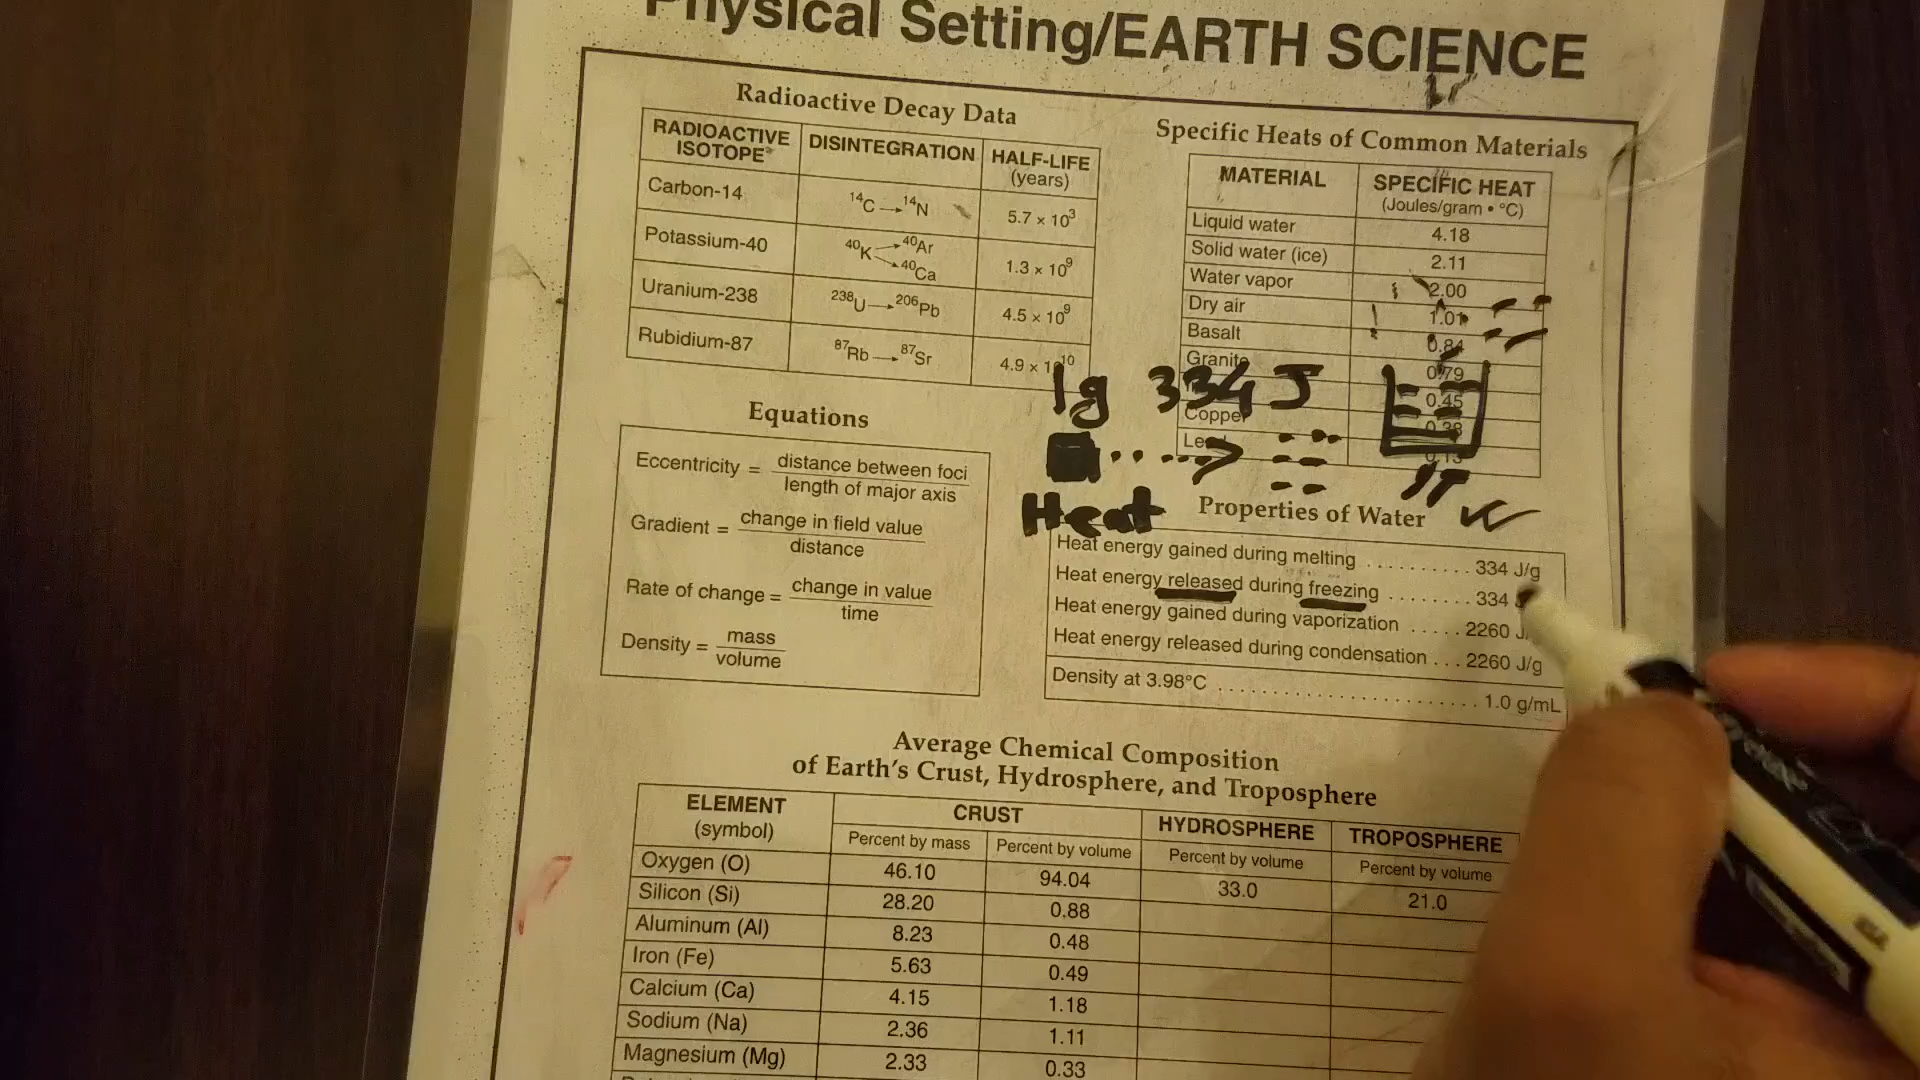 Physical Setting/EARTH SCIENCE
Radioactive Decay Data
RADIOACTIVE ISOTOPE DISINTEGRATION HALF-LIFE (years)
Carbon-14 14C→14N 5.7 × 10³
Potassium-40 40K→40Ar
→40Ca 1.3 × 10⁹
Uranium-238 238U→206Pb 4.5 × 10⁹
Rubidium-87 87Rb→87Sr 4.9 × 10¹⁰
Specific Heats of Common Materials
MATERIAL SPECIFIC HEAT
(Joules/gram • °C)
Liquid water 4.18
Solid water (ice) 2.11
Water vapor 2.00
Dry air 1.01
Basalt 0.84
Granite 0.79
0.45
Copper 0.38
0.13
1g 334 J
Heat
Equations
Eccentricity = distance between foci
length of major axis
Gradient = change in field value
distance
Rate of change = change in value
time
Density = mass
volume
Properties of Water
Heat energy gained during melting .......... 334 J/g
Heat energy released during freezing ........ 334
Heat energy gained during vaporization ..... 2260
Heat energy released during condensation ... 2260 J/g
Density at 3.98°C .............................. 1.0 g/mL
Average Chemical Composition
of Earth's Crust, Hydrosphere, and Troposphere
ELEMENT (symbol) CRUST HYDROSPHERE TROPOSPHERE
Percent by mass Percent by volume Percent by volume Percent by volume
Oxygen (O) 46.10 94.04 33.0 21.0
Silicon (Si) 28.20 0.88
Aluminum (Al) 8.23 0.48
Iron (Fe) 5.63 0.49
Calcium (Ca) 4.15 1.18
Sodium (Na) 2.36 1.11
Magnesium (Mg) 2.33 0.33